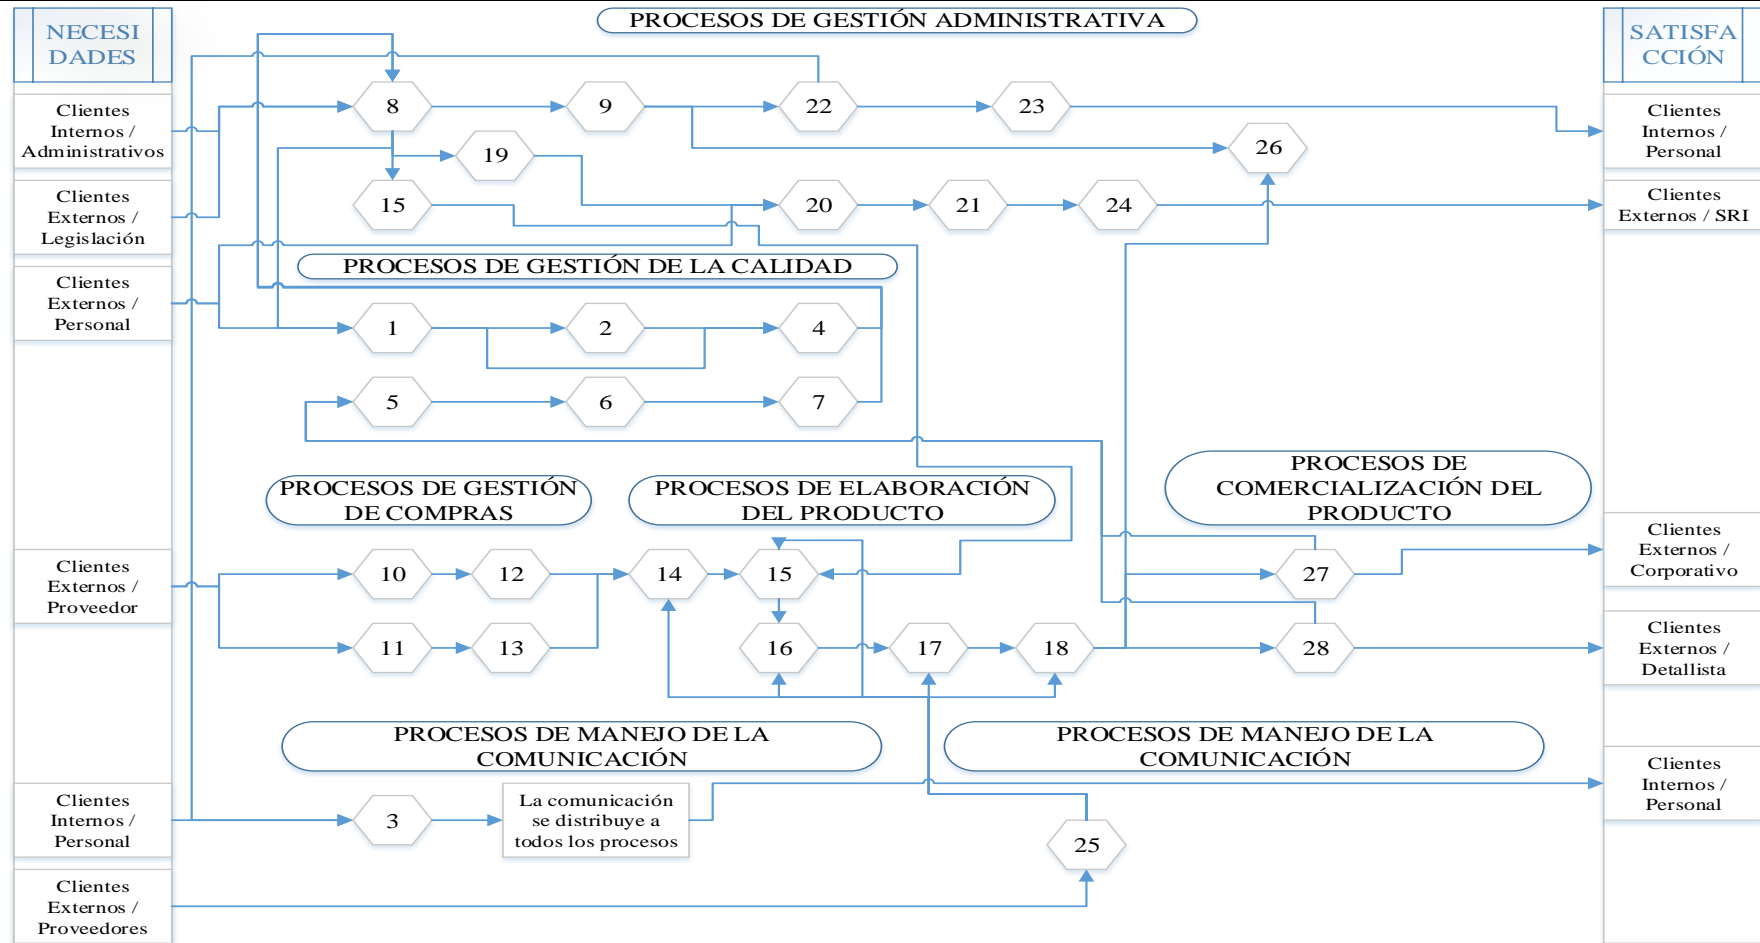 PROCESOS DE GESTIÓN ADMINISTRATIVA
NECESI
DADES
SATISFA
CCIÓN
Clientes
Internos /
Administrativos
8
9
22
23
Clientes
Internos /
Personal
19
26
Clientes
Externos /
Legislación
15
20
21
24
Clientes
Externos / SRI
PROCESOS DE GESTIÓN DE LA CALIDAD
Clientes
Externos /
Personal
1
2
4
5
6
7
PROCESOS DE GESTIÓN
DE COMPRAS
PROCESOS DE ELABORACIÓN
DEL PRODUCTO
PROCESOS DE
COMERCIALIZACIÓN DEL
PRODUCTO
Clientes
Externos /
Proveedor
10
12
14
15
27
Clientes
Externos /
Corporativo
11
13
16
17
18
28
Clientes
Externos /
Detallista
PROCESOS DE MANEJO DE LA
COMUNICACIÓN
PROCESOS DE MANEJO DE LA
COMUNICACIÓN
Clientes
Internos /
Personal
Clientes
Internos /
Personal
3
La comunicación
se distribuye a
todos los procesos
25
Clientes
Externos /
Proveedores